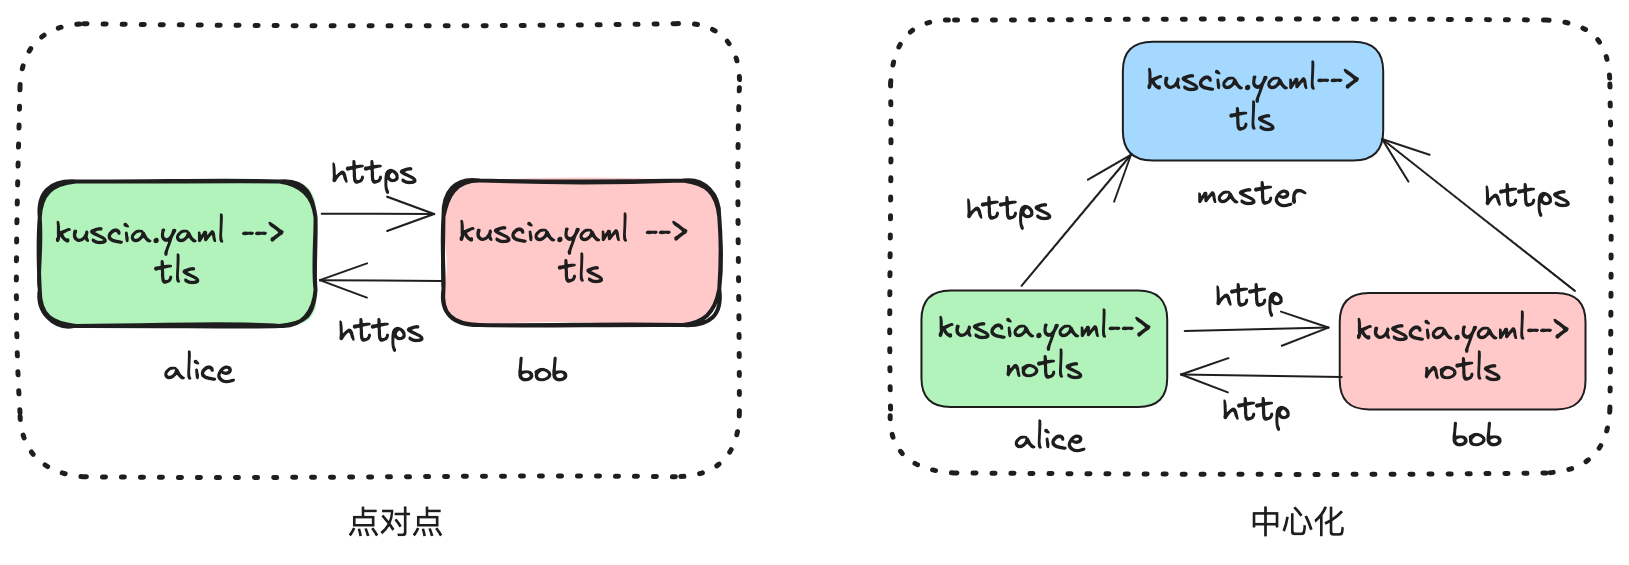 https
kuscia.yaml -->
tls
kuscia.yaml -->
tls
https
alice
bob
点对点
kuscia.yaml-->
tls
master
https
https
http
kuscia.yaml-->
notls
kuscia.yaml-->
notls
http
alice
bob
中心化